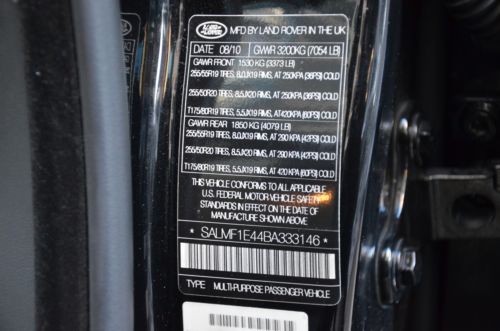 LAND ROVER MFD BY LAND ROVER IN THE UK
DATE 08/10 GVWR 3200KG (7054 LB)
GAWR FRONT 1530 KG (3373 LB)
255/55R19 TIRES, 8.0JX19 RIMS, AT 250KPA (36PSI) COLD
255/50R20 TIRES, 8.5JX20 RIMS, AT 250KPA (36PSI) COLD
T175/80R19 TIRES, 5.5JX19 RIMS, AT420KPA (60PSI) COLD
GAWR REAR 1850 KG (4079 LB)
255/55R19 TIRES, 8.0JX19 RIMS, AT 290 KPA (42PSI) COLD
255/50R20 TIRES, 8.5JX20 RIMS, AT 290 KPA (42PSI) COLD
T175/80R19 TIRES, 5.5JX19 RIMS, AT 420 KPA (60PSI) COLD
THIS VEHICLE CONFORMS TO ALL APPLICABLE
U.S. FEDERAL MOTOR VEHICLE SAFETY
STANDARDS IN EFFECT ON THE DATE OF
MANUFACTURE SHOWN ABOVE.
* SALMF1E44BA333146 *
TYPE MULTI-PURPOSE PASSENGER VEHICLE